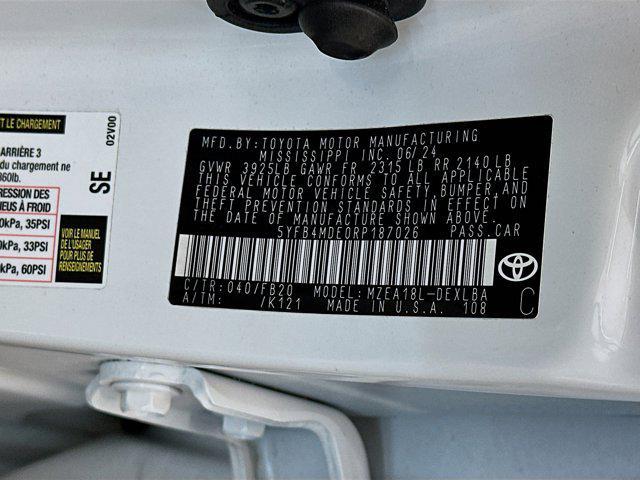 T LE CHARGEMENT
ARRIÈRE 3
du chargement ne
860lb.
RESSION DES
NEUS À FROID
0kPa, 35PSI
0kPa, 33PSI
kPa, 60PSI
VOIR LE MANUEL
DE L'USAGER
POUR PLUS DE
RENSEIGNEMENTS
SE
02V00
MFD.BY:TOYOTA MOTOR MANUFACTURING
MISSISSIPPI INC. 06/24
GVWR 3925LB GAWR FR 2315 LB RR 2140 LB
THIS VEHICLE CONFORMS TO ALL APPLICABLE
FEDERAL MOTOR VEHICLE SAFETY, BUMPER, AND
THEFT PREVENTION STANDARDS IN EFFECT ON
THE DATE OF MANUFACTURE SHOWN ABOVE.
5YFB4MDE0RP187026 PASS.CAR
C/TR: 040/FB20 MODEL: MZEA18L-DEXLBA
A/TM: /K121 MADE IN U.S.A. 108
C